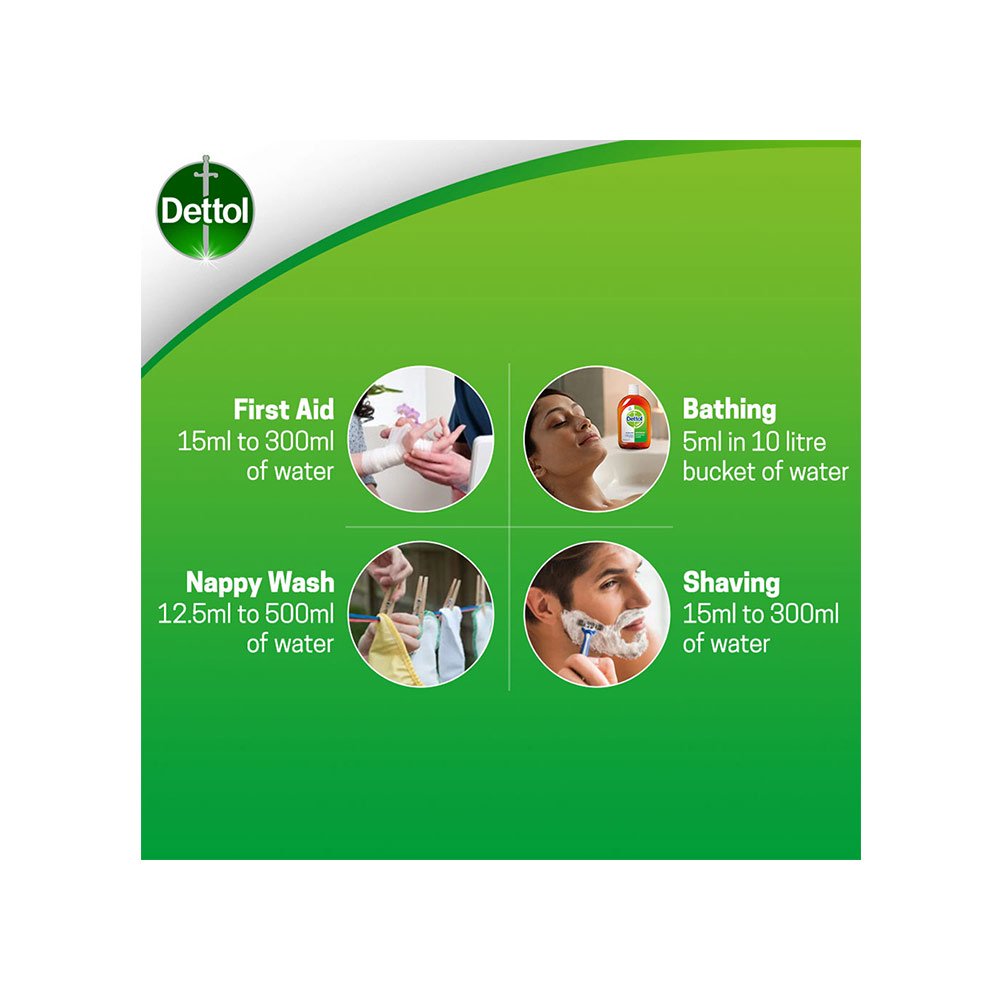 Dettol
First Aid
15ml to 300ml
of water
Dettol
Bathing
5ml in 10 litre
bucket of water
Nappy Wash
12.5ml to 500ml
of water
Shaving
15ml to 300ml
of water